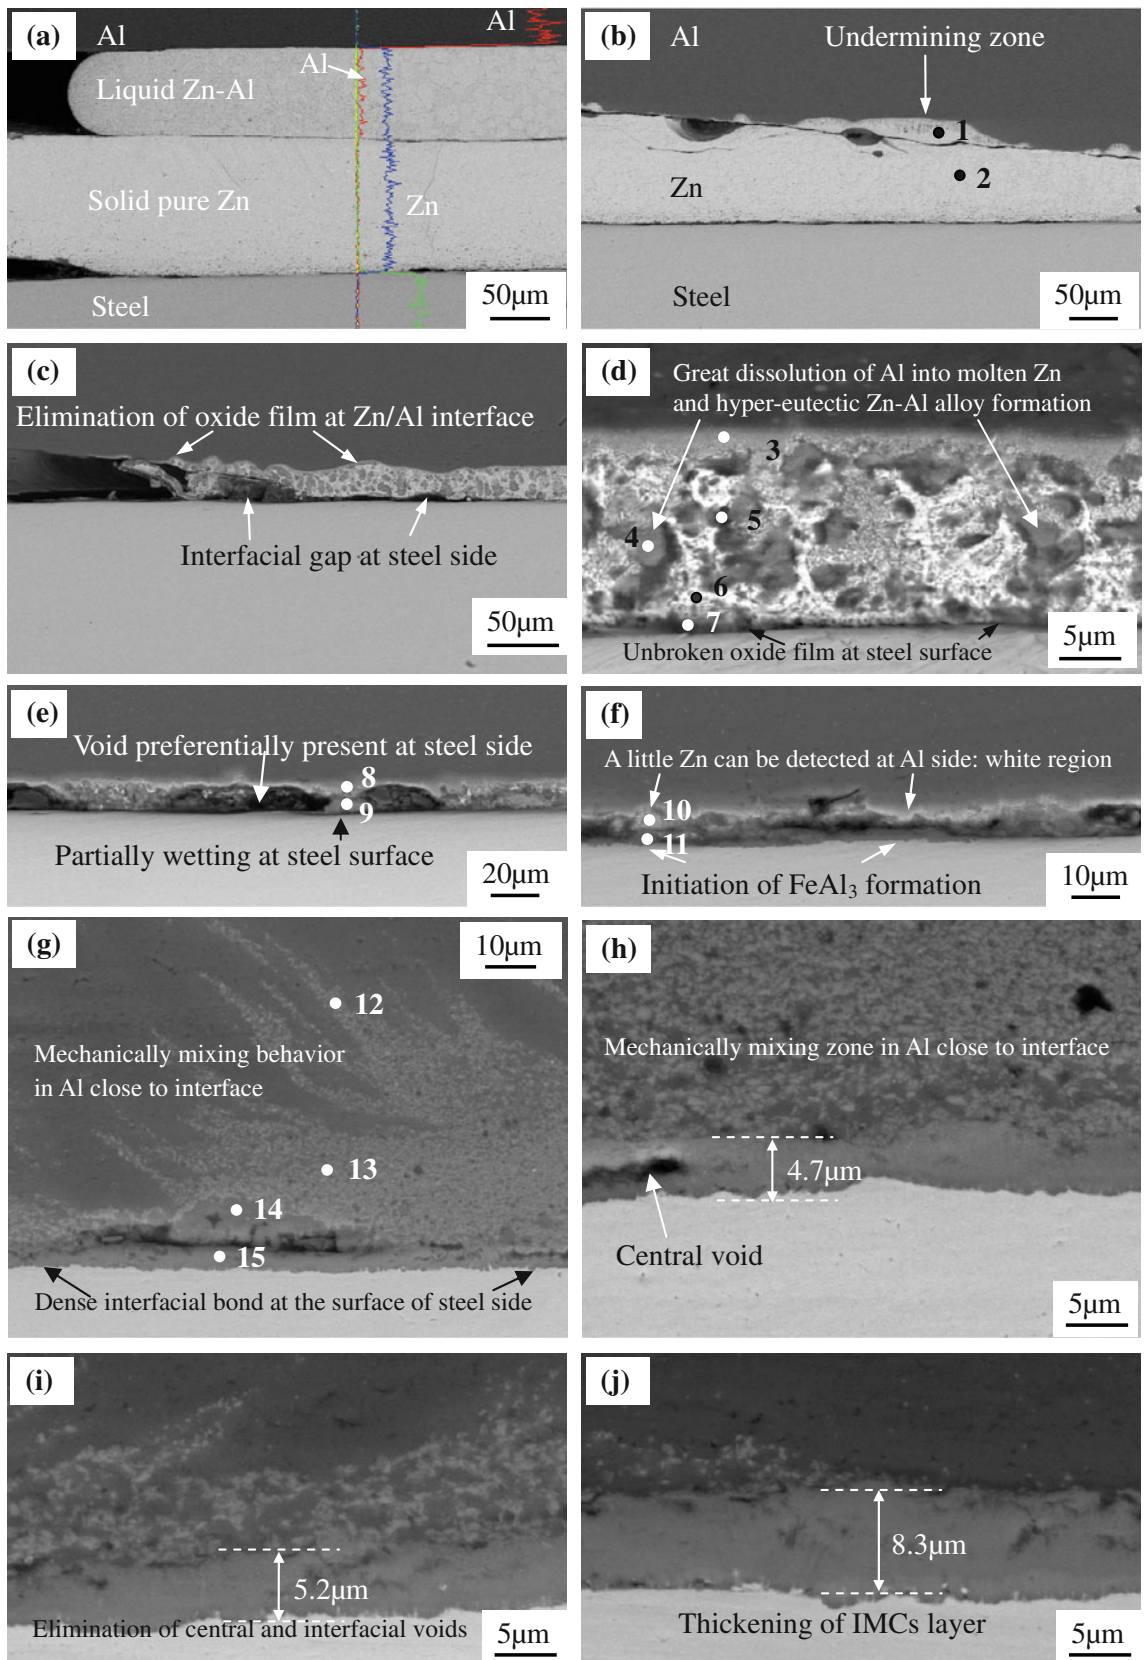 (a)
Al
Al
Al
Liquid Zn-Al
Solid pure Zn
Zn
Steel
50μm
(b)
Al
Undermining zone
1
2
Zn
Steel
50μm
(c)
Elimination of oxide film at Zn/Al interface
Interfacial gap at steel side
50μm
(d)
Great dissolution of Al into molten Zn
and hyper-eutectic Zn-Al alloy formation
3
5
4
6
7
Unbroken oxide film at steel surface
5μm
(e)
Void preferentially present at steel side
8
9
Partially wetting at steel surface
20μm
(f)
A little Zn can be detected at Al side: white region
10
11
Initiation of FeAl₃ formation
10μm
(g)
10μm
12
Mechanically mixing behavior
in Al close to interface
13
14
15
Dense interfacial bond at the surface of steel side
(h)
Mechanically mixing zone in Al close to interface
4.7μm
Central void
5μm
(i)
5.2μm
Elimination of central and interfacial voids
5μm
(j)
8.3μm
Thickening of IMCs layer
5μm